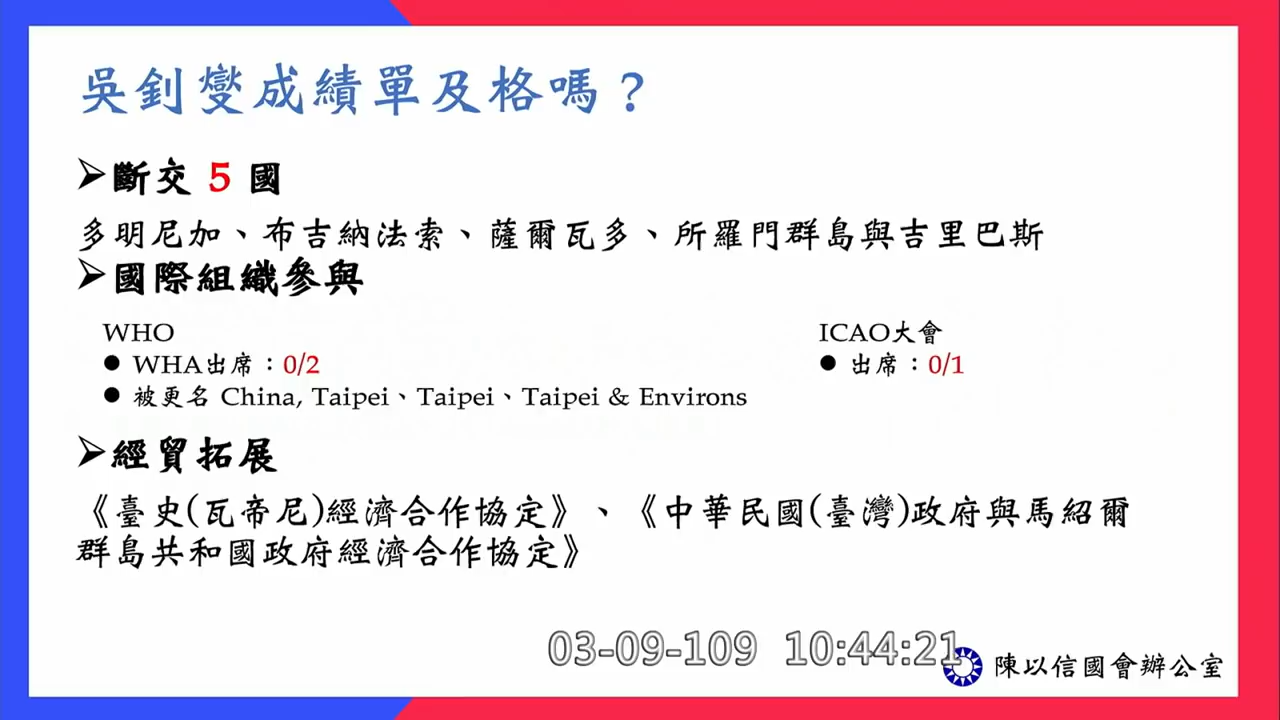 吳釗燮成績單及格嗎？
➢斷交 5 國
多明尼加、布吉納法索、薩爾瓦多、所羅門群島與吉里巴斯
➢國際組織參與
WHO
● WHA出席：0/2
● 被更名 China, Taipei、Taipei、Taipei & Environs
ICAO大會
● 出席：0/1
➢經貿拓展
《臺史(瓦帝尼)經濟合作協定》、《中華民國(臺灣)政府與馬紹爾
群島共和國政府經濟合作協定》
03-09-109 10:44:21
陳以信國會辦公室